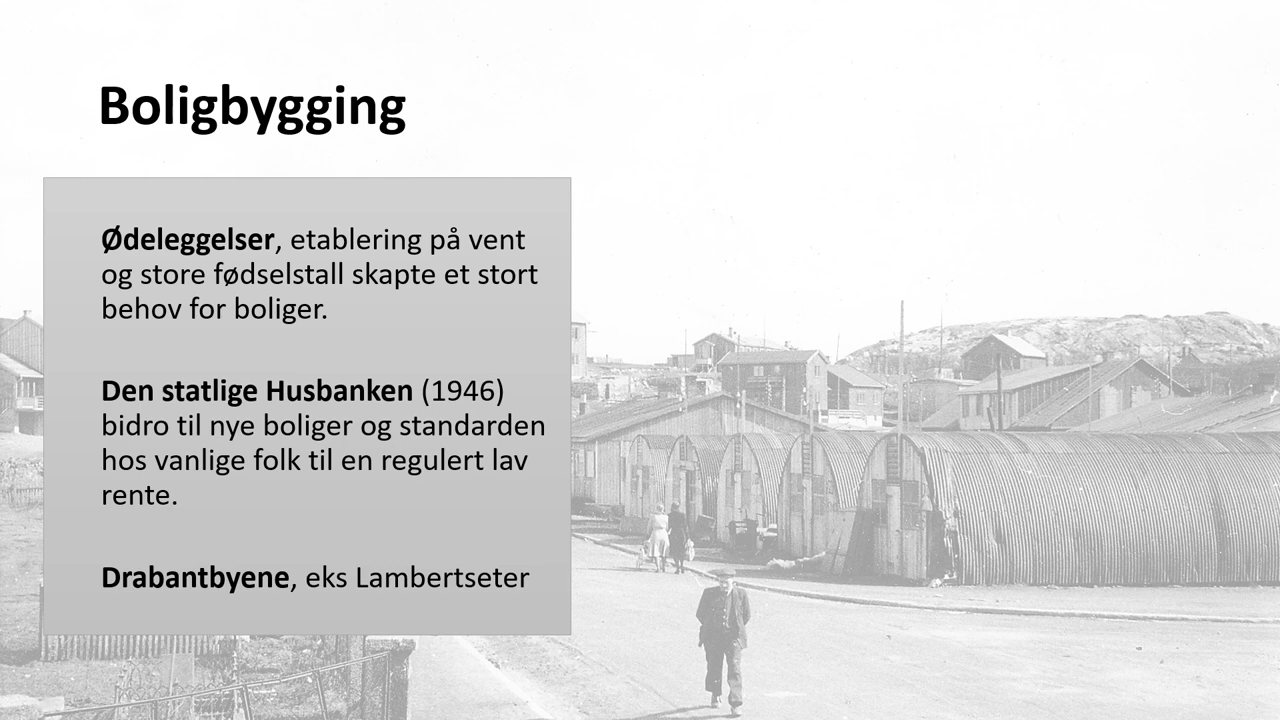 Boligbygging
Ødeleggelser, etablering på vent
og store fødselstall skapte et stort
behov for boliger.
Den statlige Husbanken (1946)
bidro til nye boliger og standarden
hos vanlige folk til en regulert lav
rente.
Drabantbyene, eks Lambertseter